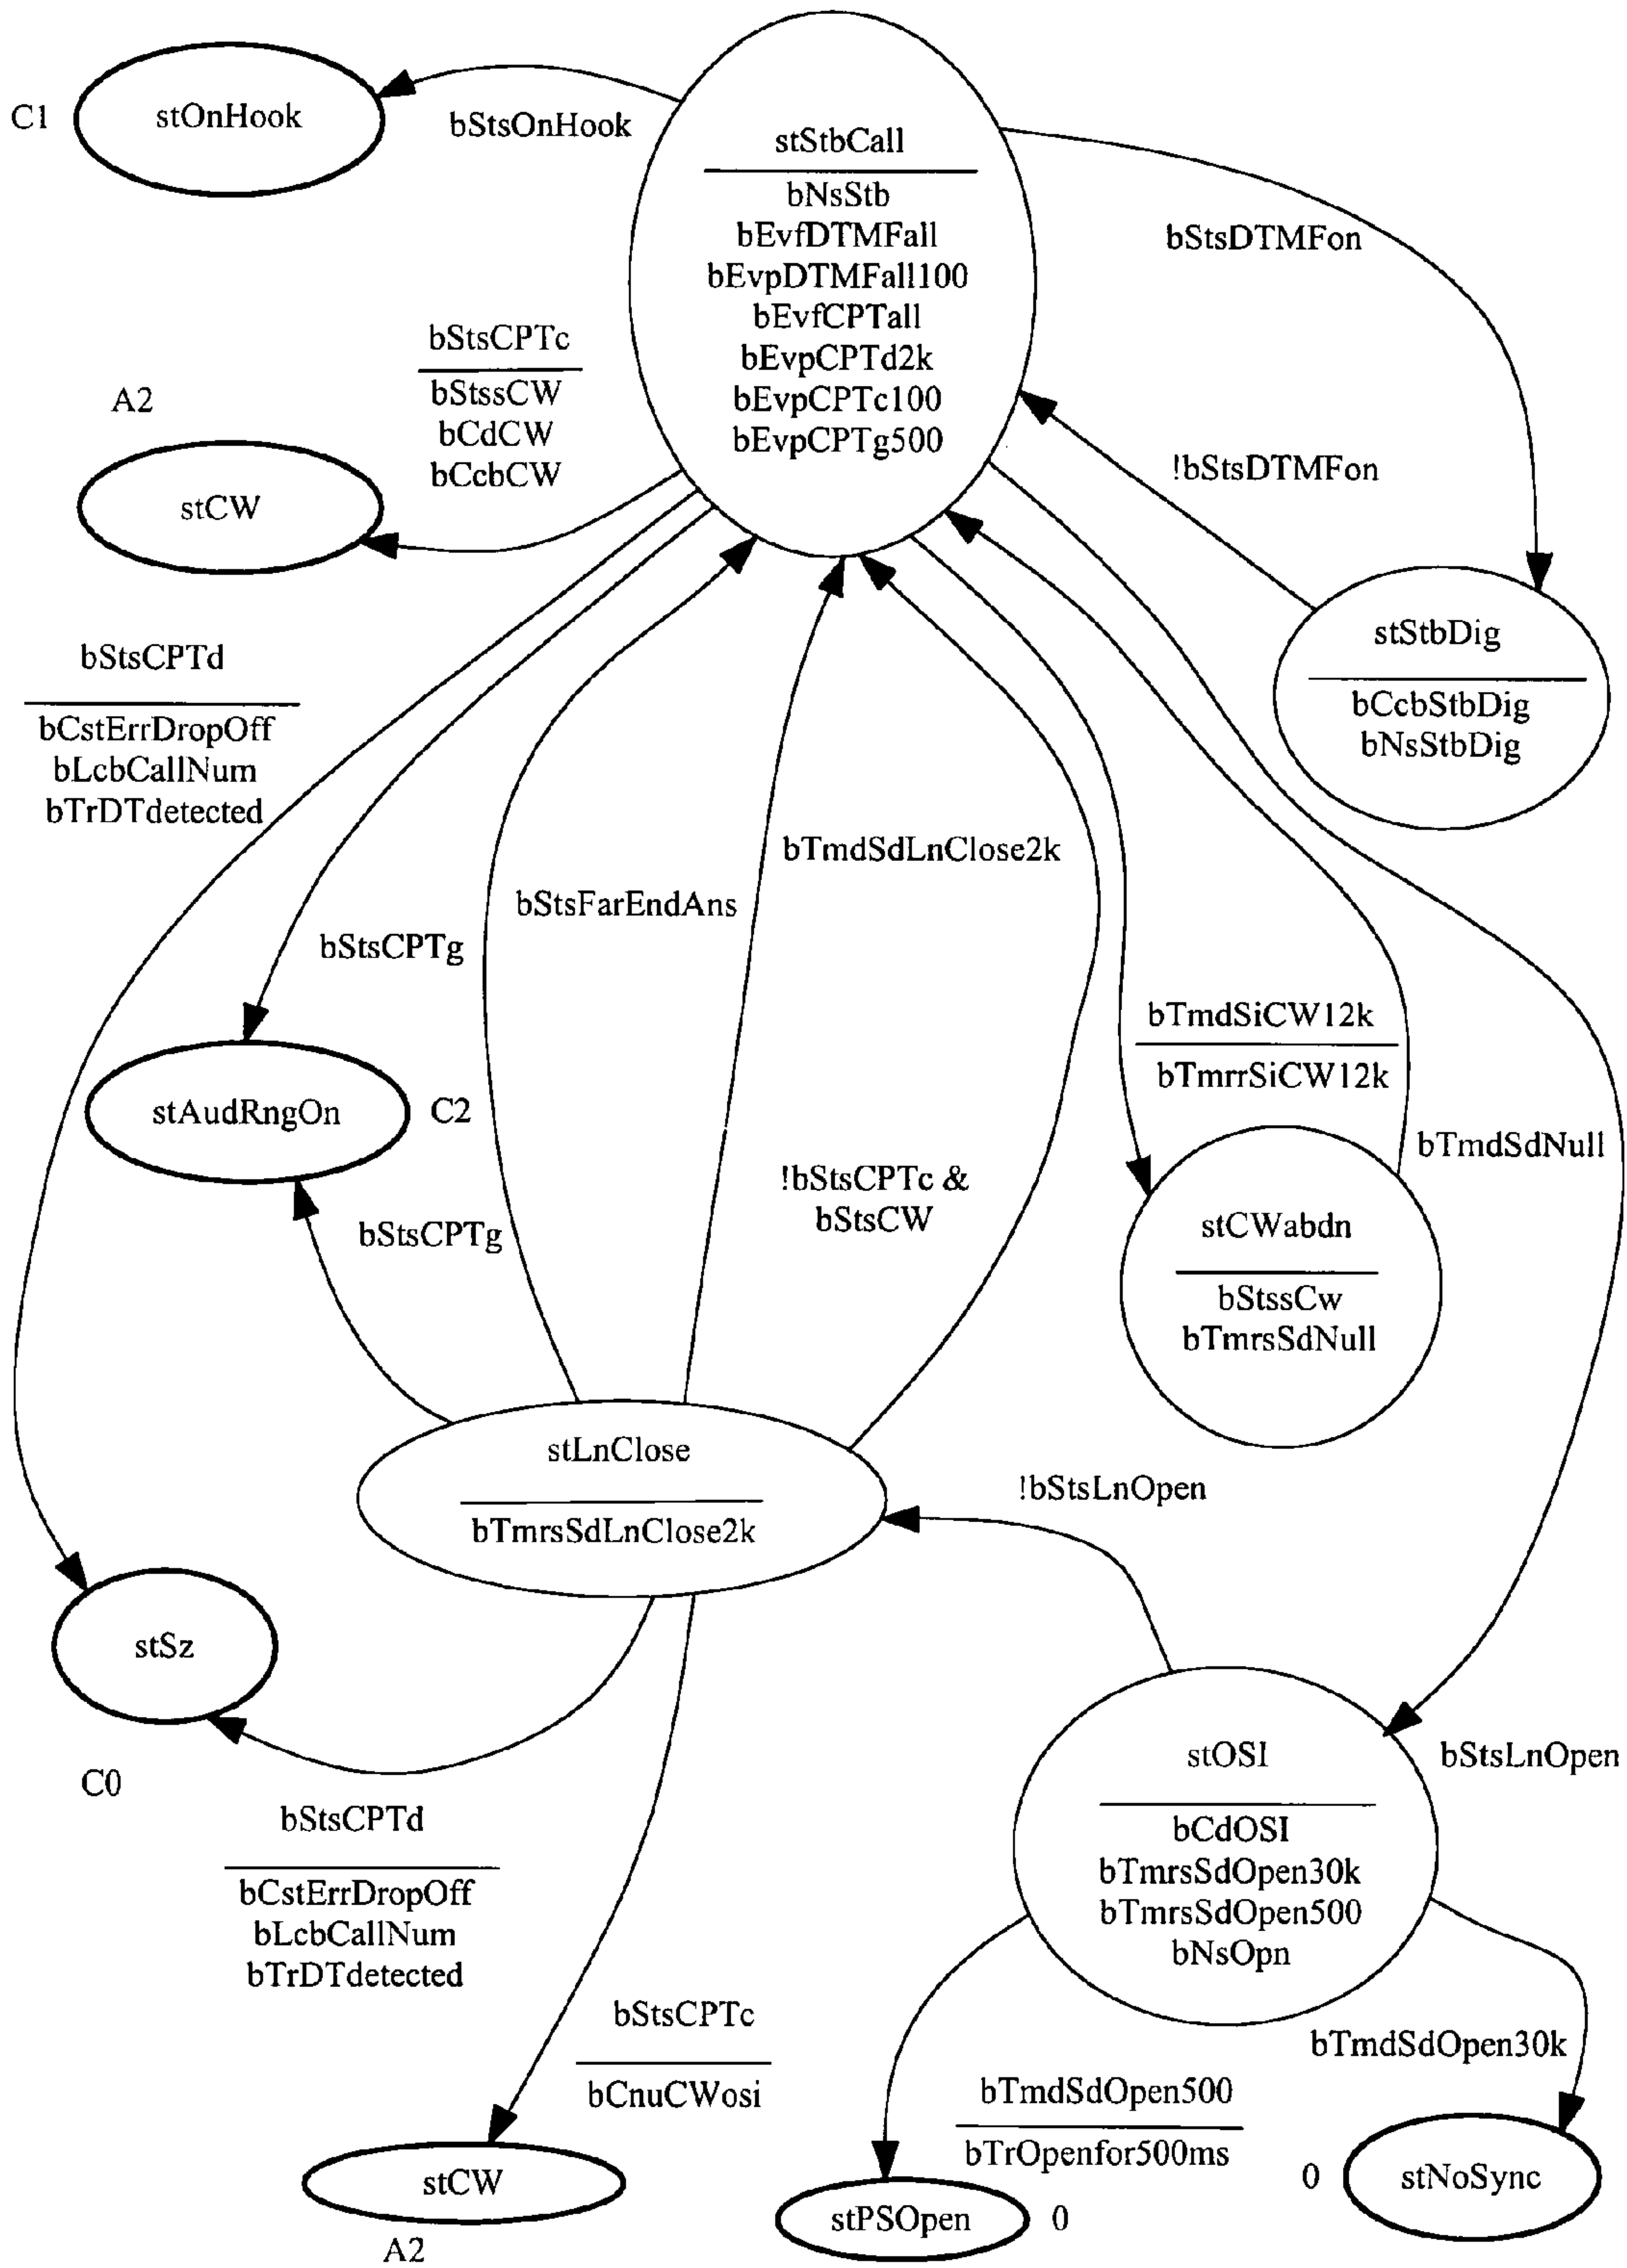 C1
stOnHook
bStsOnHook
stStbCall
bNsStb
bEvfDTMFall
bEvpDTMFall100
bEvfCPTall
bEvpCPTd2k
bEvpCPTc100
bEvpCPTg500
bStsDTMFon
A2
bStsCPTc
bStssCW
bCdCW
bCcbCW
stCW
!bStsDTMFon
stStbDig
bCcbStbDig
bNsStbDig
bStsCPTd
bCstErrDropOff
bLcbCallNum
bTrDTdetected
bTmdSdLnClose2k
bStsFarEndAns
bStsCPTg
bTmdSiCW12k
bTmrrSiCW12k
stAudRngOn
C2
bTmdSdNull
!bStsCPTc &
bStsCW
bStsCPTg
stCWabdn
bStssCw
bTmrsSdNull
stLnClose
bTmrsSdLnClose2k
!bStsLnOpen
stSz
C0
stOSI
bCdOSI
bTmrsSdOpen30k
bTmrsSdOpen500
bNsOpn
bStsLnOpen
bStsCPTd
bCstErrDropOff
bLcbCallNum
bTrDTdetected
bStsCPTc
bCnuCWosi
bTmdSdOpen30k
bTmdSdOpen500
bTrOpenfor500ms
stCW
A2
stPSOpen
0
0
stNoSync